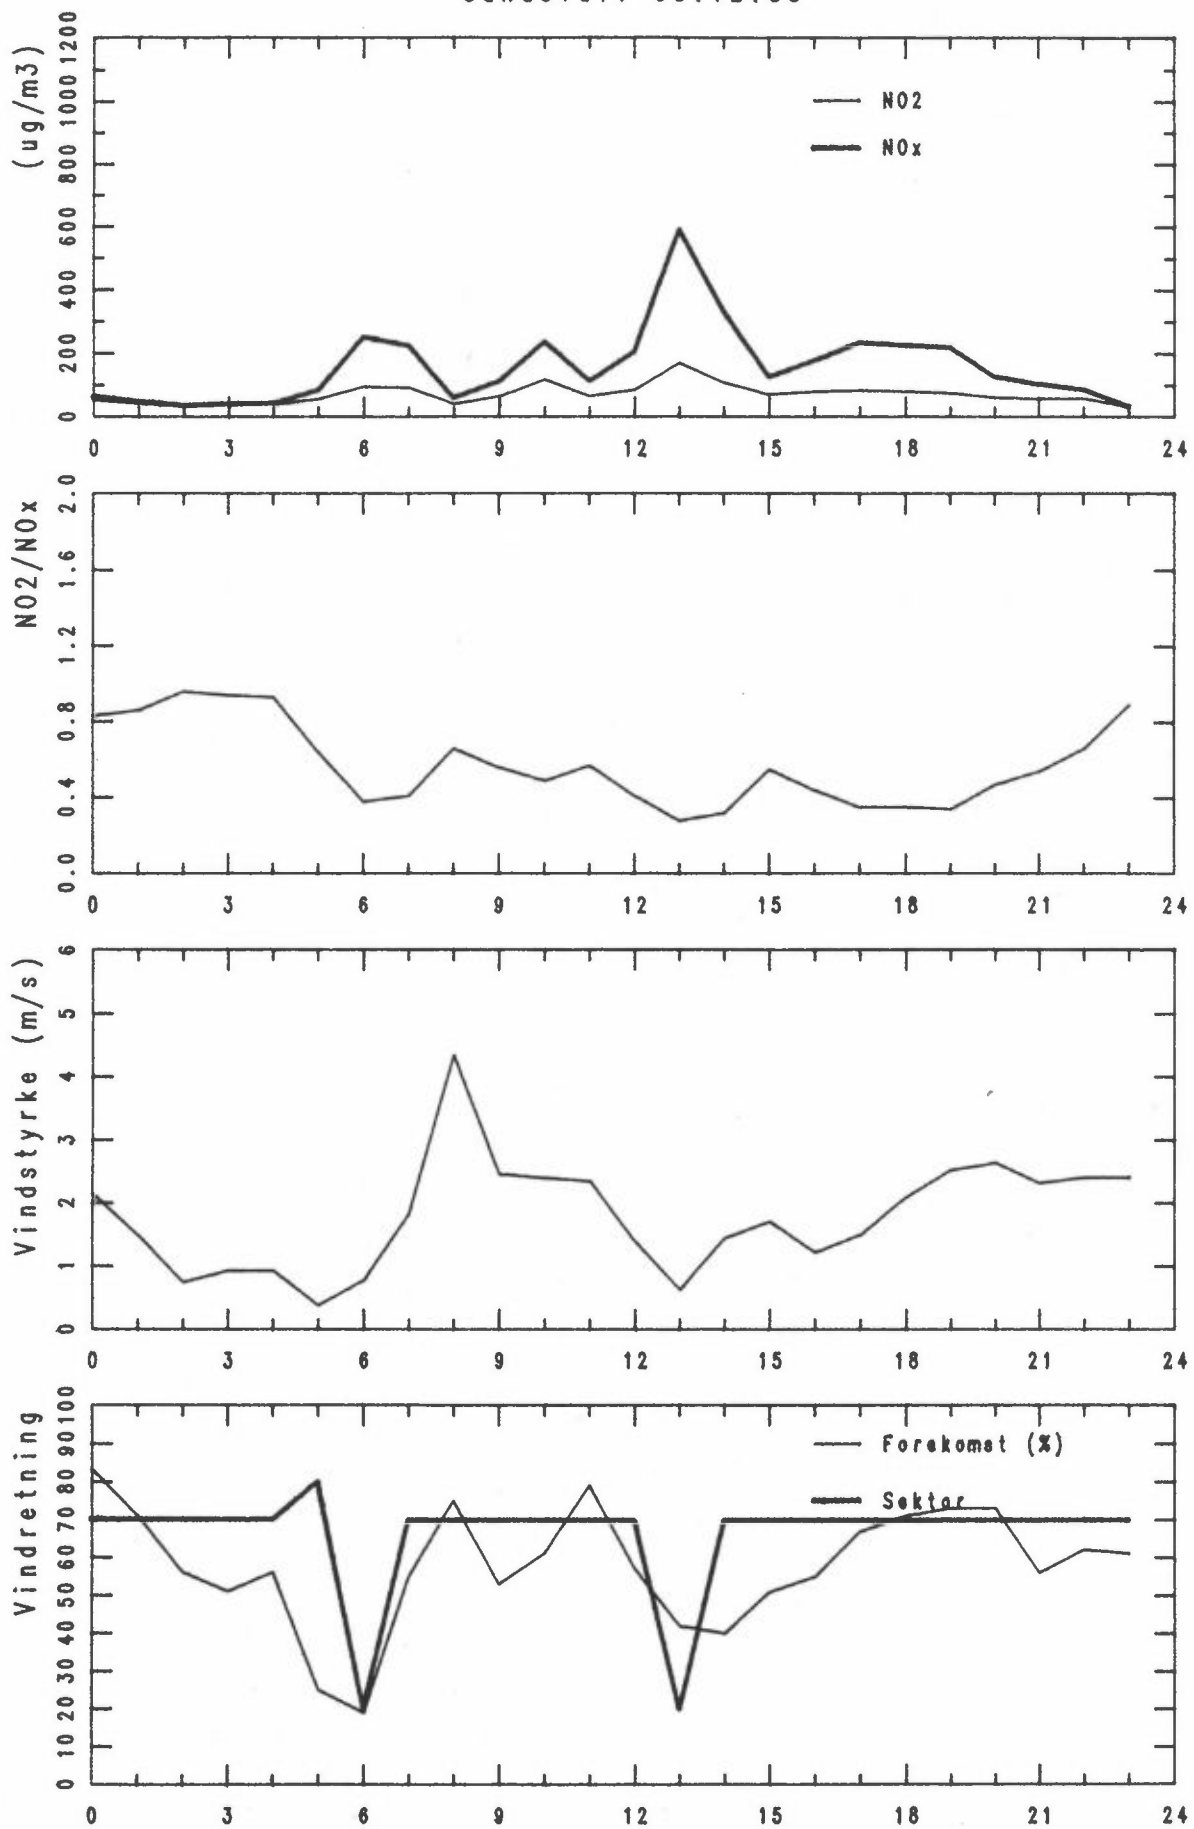 (ug/m3)
0 200 400 600 800 1000 1200
NO2
NOx
0 3 6 9 12 15 18 21 24
NO2/NOx
0.0 0.4 0.8 1.2 1.6 2.0
0 3 6 9 12 15 18 21 24
Vindstyrke (m/s)
0 1 2 3 4 5 6
0 3 6 9 12 15 18 21 24
Vindretning
0 10 20 30 40 50 60 70 80 90 100
Forekomst (%)
Sektor
0 3 6 9 12 15 18 21 24